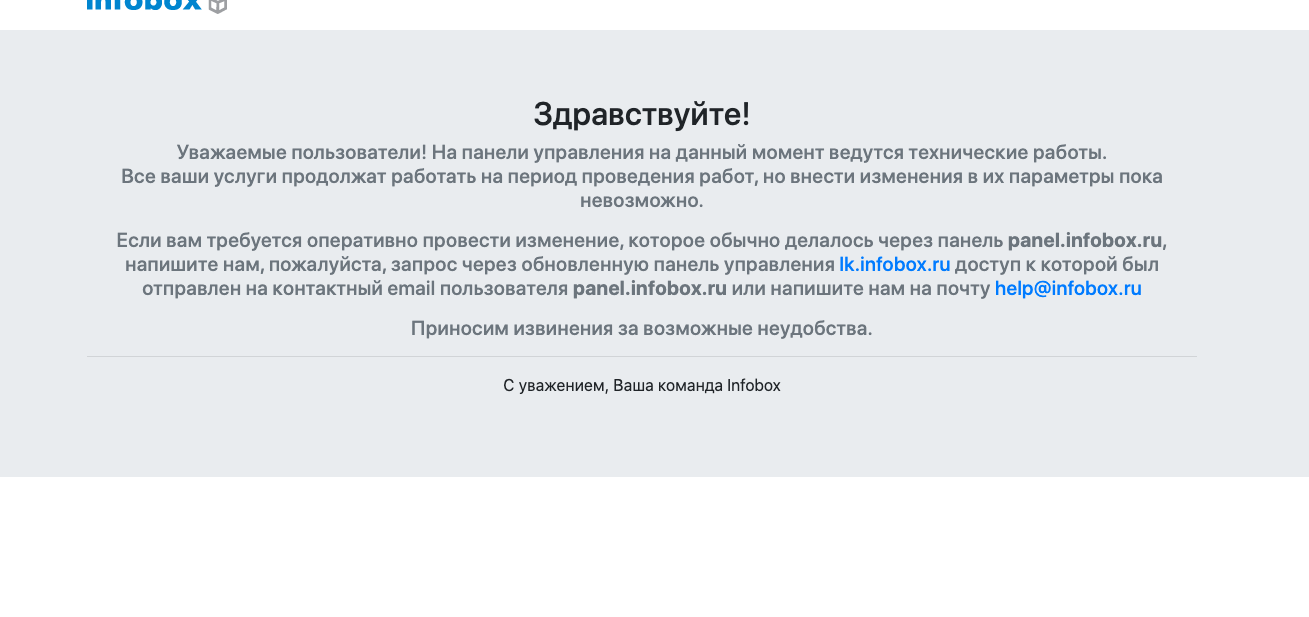 infobox
Здравствуйте!
Уважаемые пользователи! На панели управления на данный момент ведутся технические работы.
Все ваши услуги продолжат работать на период проведения работ, но внести изменения в их параметры пока
невозможно.
Если вам требуется оперативно провести изменение, которое обычно делалось через панель panel.infobox.ru,
напишите нам, пожалуйста, запрос через обновленную панель управления lk.infobox.ru доступ к которой был
отправлен на контактный email пользователя panel.infobox.ru или напишите нам на почту help@infobox.ru
Приносим извинения за возможные неудобства.
С уважением, Ваша команда Infobox